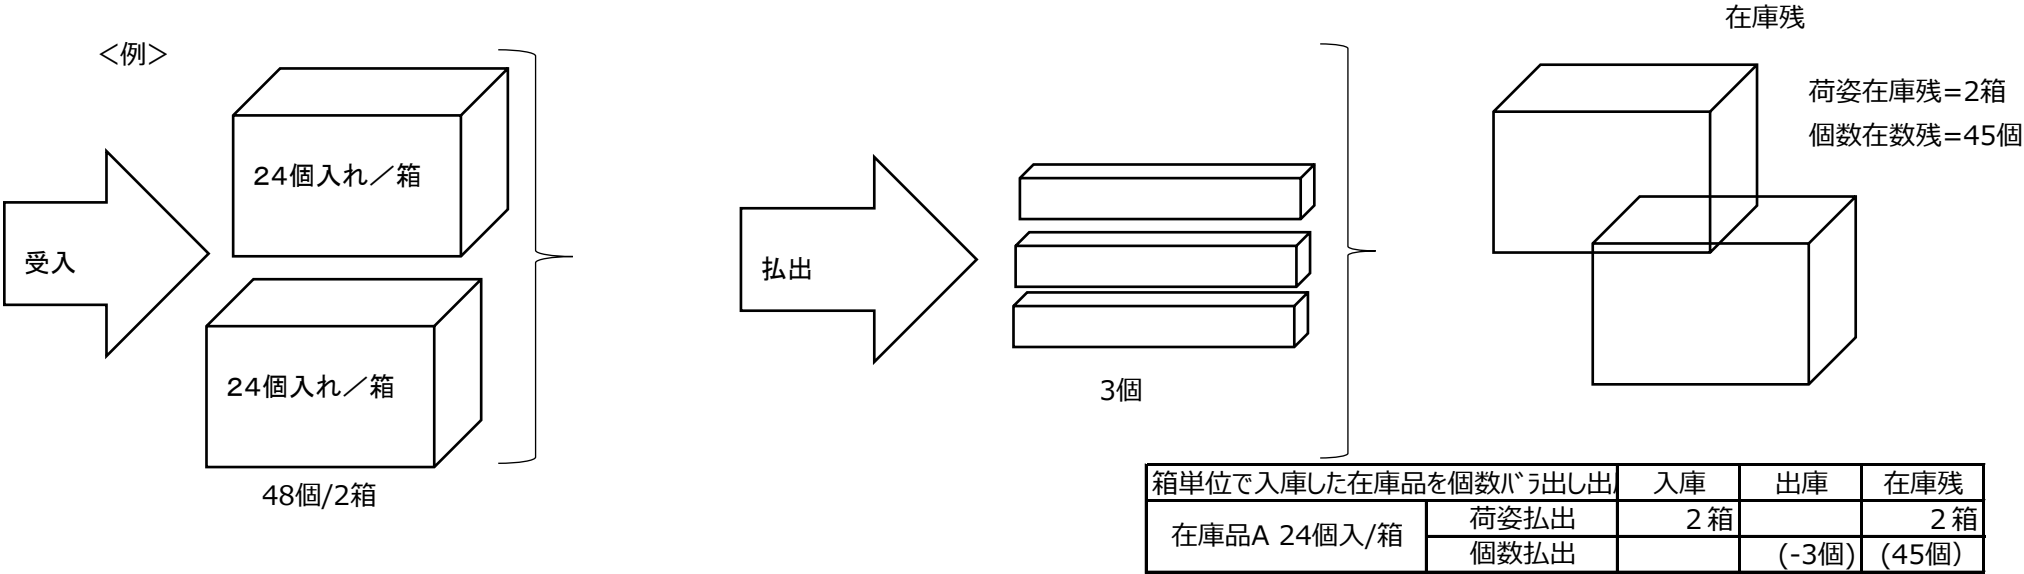 ＜例＞
24個入れ／箱
受入
24個入れ／箱
48個/2箱
払出
3個
在庫残
荷姿在庫残=2箱
個数在数残=45個
箱単位で入庫した在庫品を個数ﾊﾞﾗ出し出 入庫 出庫 在庫残
在庫品A 24個入/箱 荷姿払出 2箱 2箱
個数払出 (-3個) (45個）